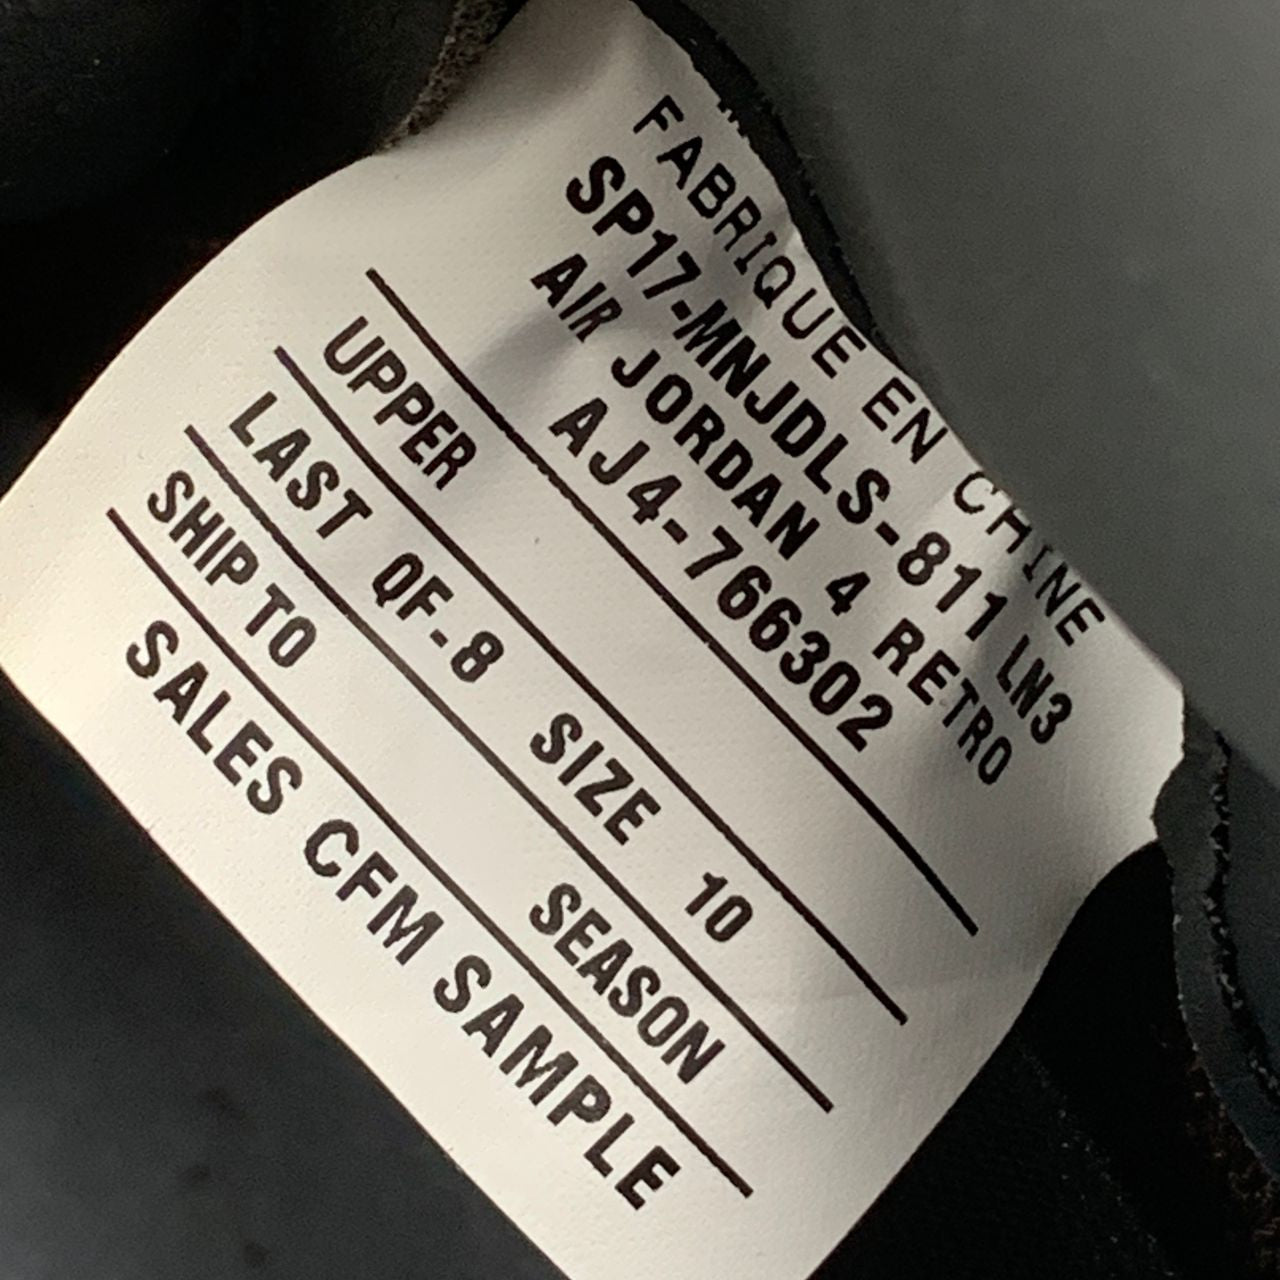 FABRIQUE EN CHINE
SP17-MNJDLS-811 LN3
AIR JORDAN 4 RETRO
AJ4-766302
UPPER
LAST QF-8 SIZE 10
SHIP TO SEASON
SALES CFM SAMPLE